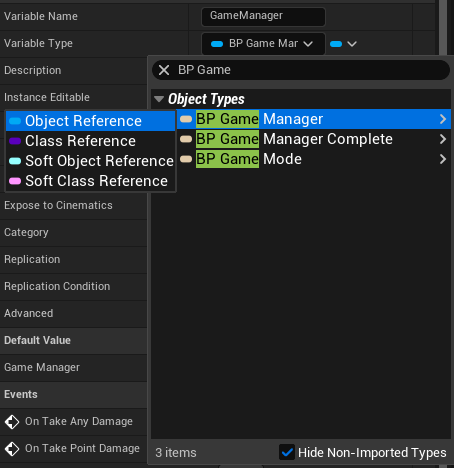 Variable Name
GameManager
Variable Type
BP Game Mar
Description
BP Game
Instance Editable
Object Types
Object Reference
BP Game Manager
Class Reference
BP Game Manager Complete
Soft Object Reference
BP Game Mode
Soft Class Reference
Expose to Cinematics
Category
Replication
Replication Condition
Advanced
Default Value
Game Manager
Events
On Take Any Damage
On Take Point Damage
3 items
Hide Non-Imported Types